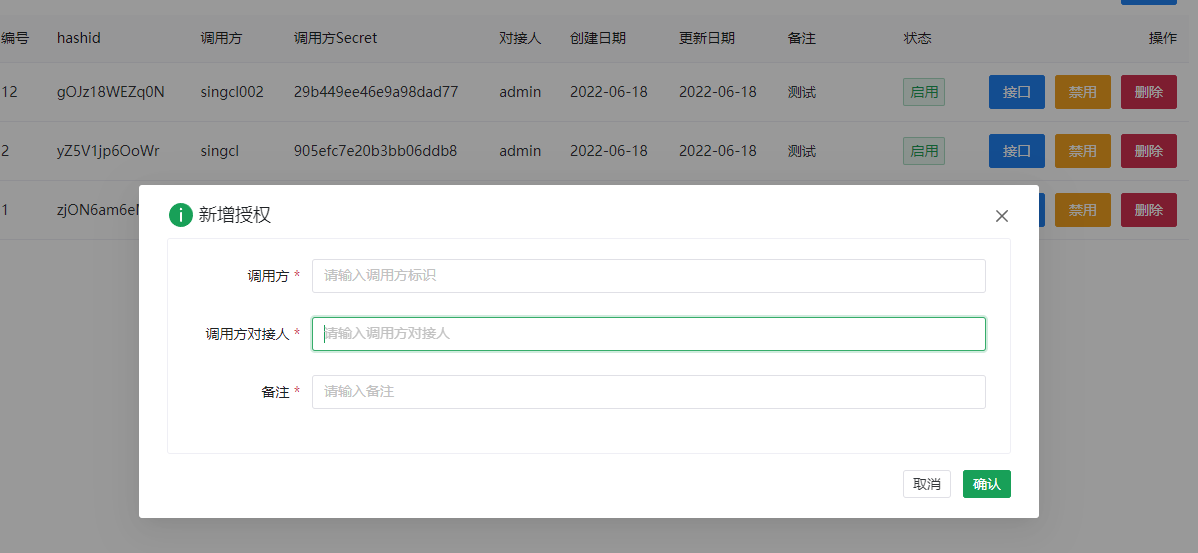 编号 hashid 调用方 调用方Secret 对接人 创建日期 更新日期 备注 状态 操作
12 gOJz18WEZq0N singcl002 29b449ee46e9a98dad77 admin 2022-06-18 2022-06-18 测试 启用 接口 禁用 删除
2 yZ5V1jp6OoWr singcl 905efc7e20b3bb06ddb8 admin 2022-06-18 2022-06-18 测试 启用 接口 禁用 删除
1 禁用 删除
新增授权
调用方 * 请输入调用方标识
调用方对接人 * 请输入调用方对接人
备注 * 请输入备注
取消 确认